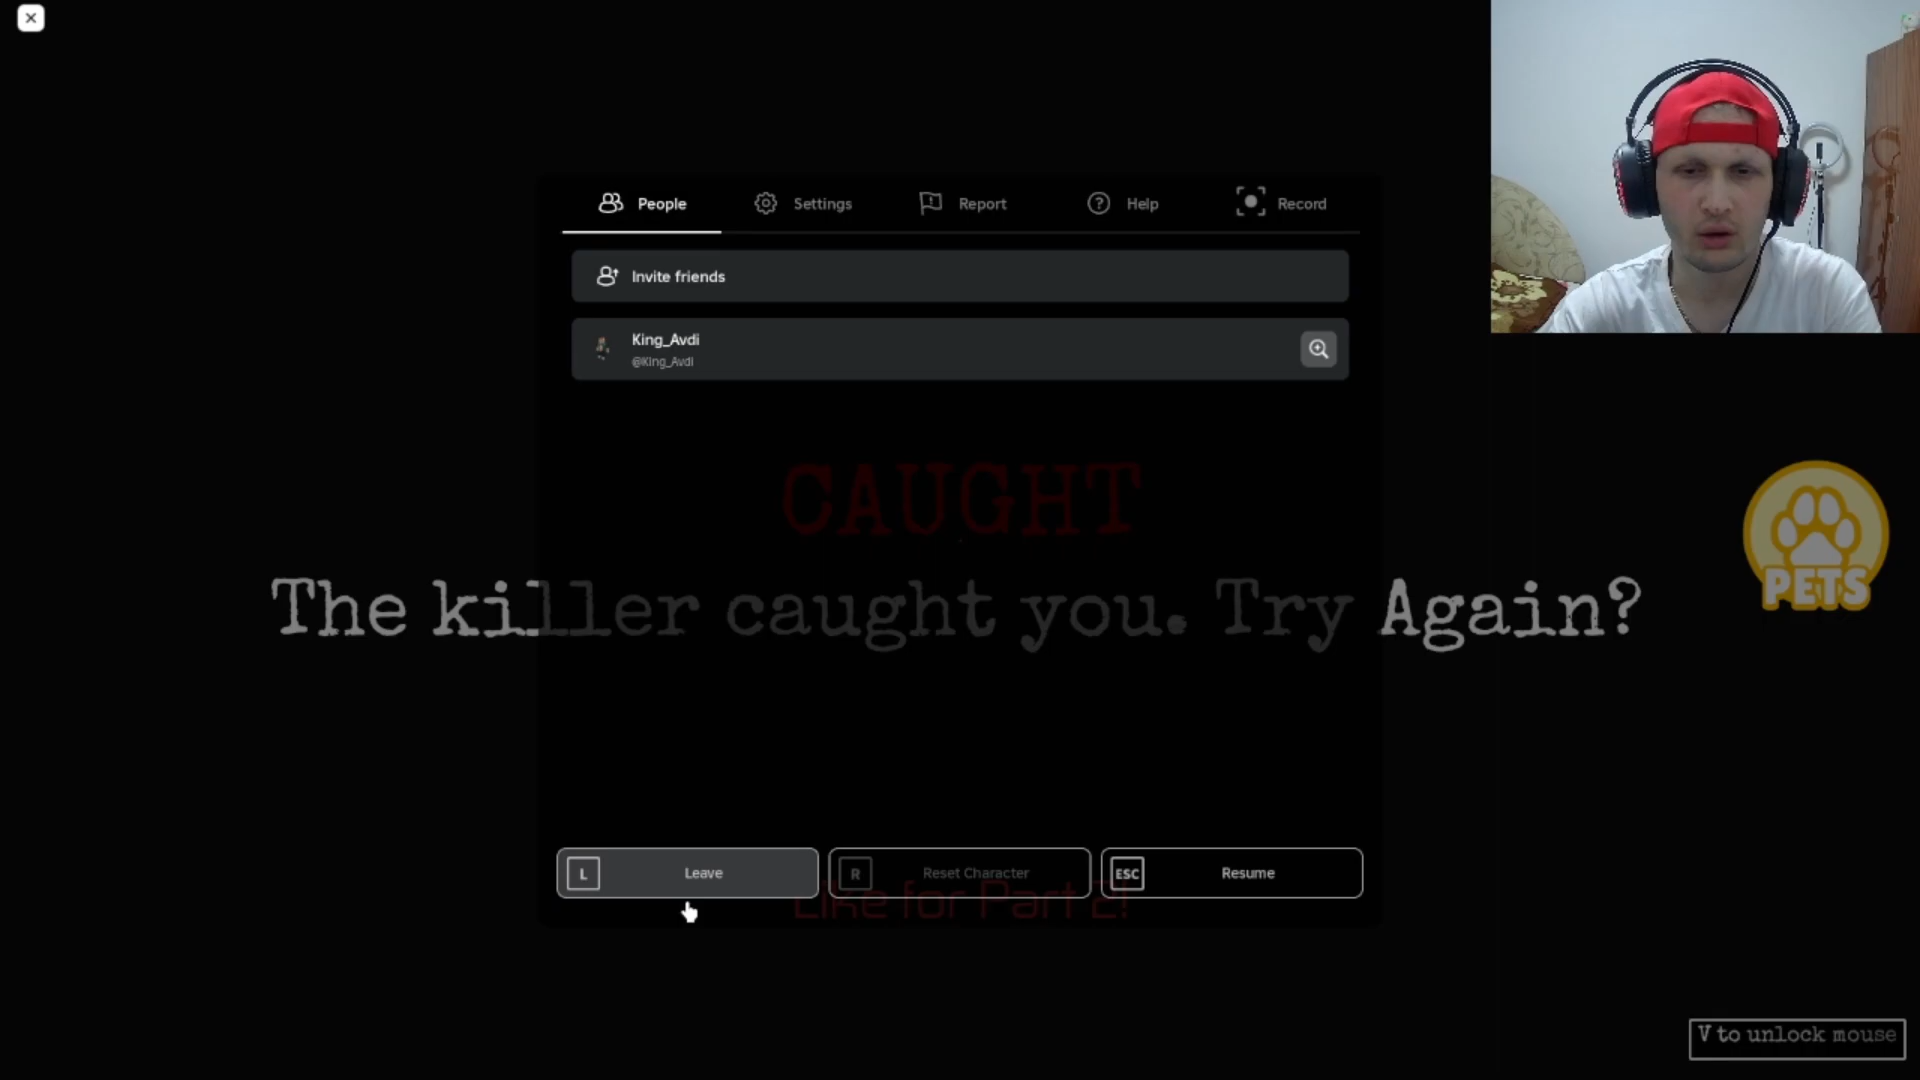 People Settings Report Help Record
Invite friends
King_Avdi
@King_Avdi
CAUGHT
The killer caught you. Try Again?
PETS
L Leave R Reset Character ESC Resume
Like for Part 2!
V to unlock mouse